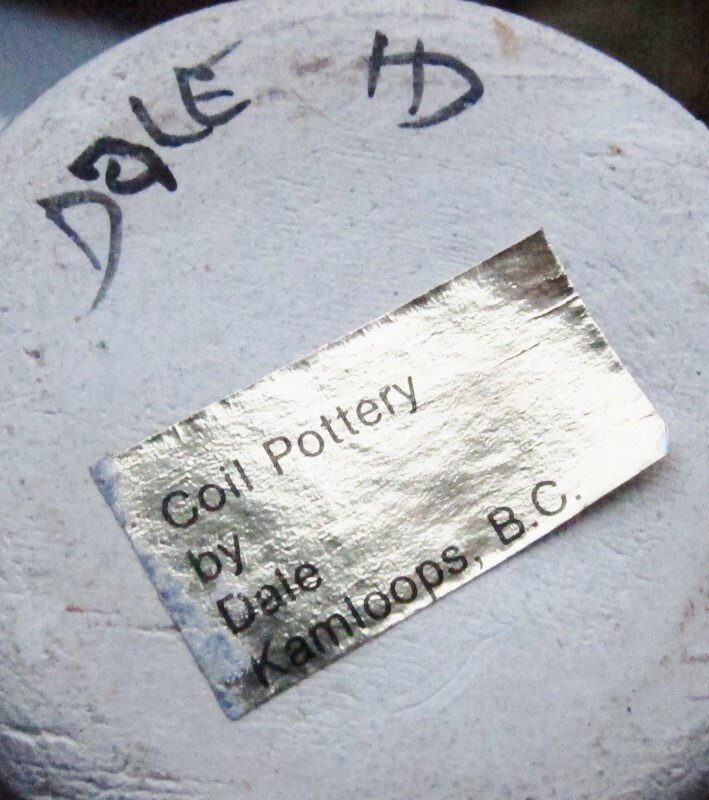 DALE HD
Coil Pottery
by
Dale
Kamloops, B.C.